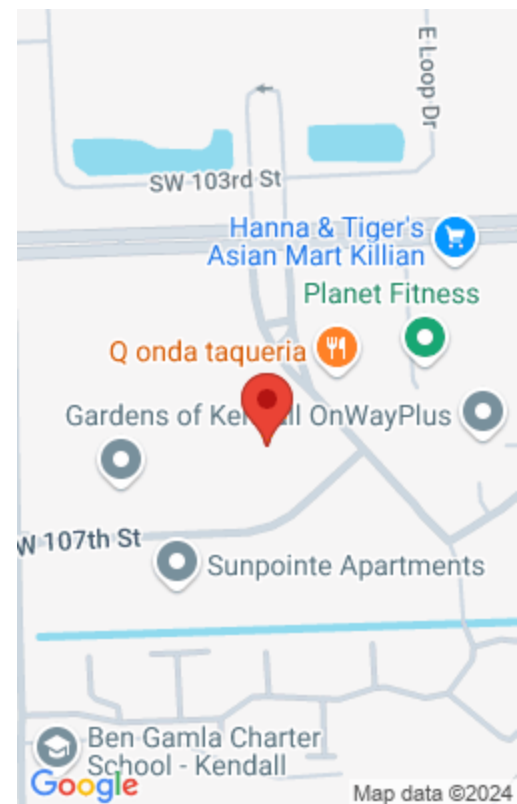 E Loop Dr
SW 103rd St
Hanna & Tiger's
Asian Mart Killian
Planet Fitness
Q onda taqueria
Gardens of Kendall
OnWayPlus
W 107th St
Sunpointe Apartments
Ben Gamla Charter
School - Kendall
Google
Map data ©2024